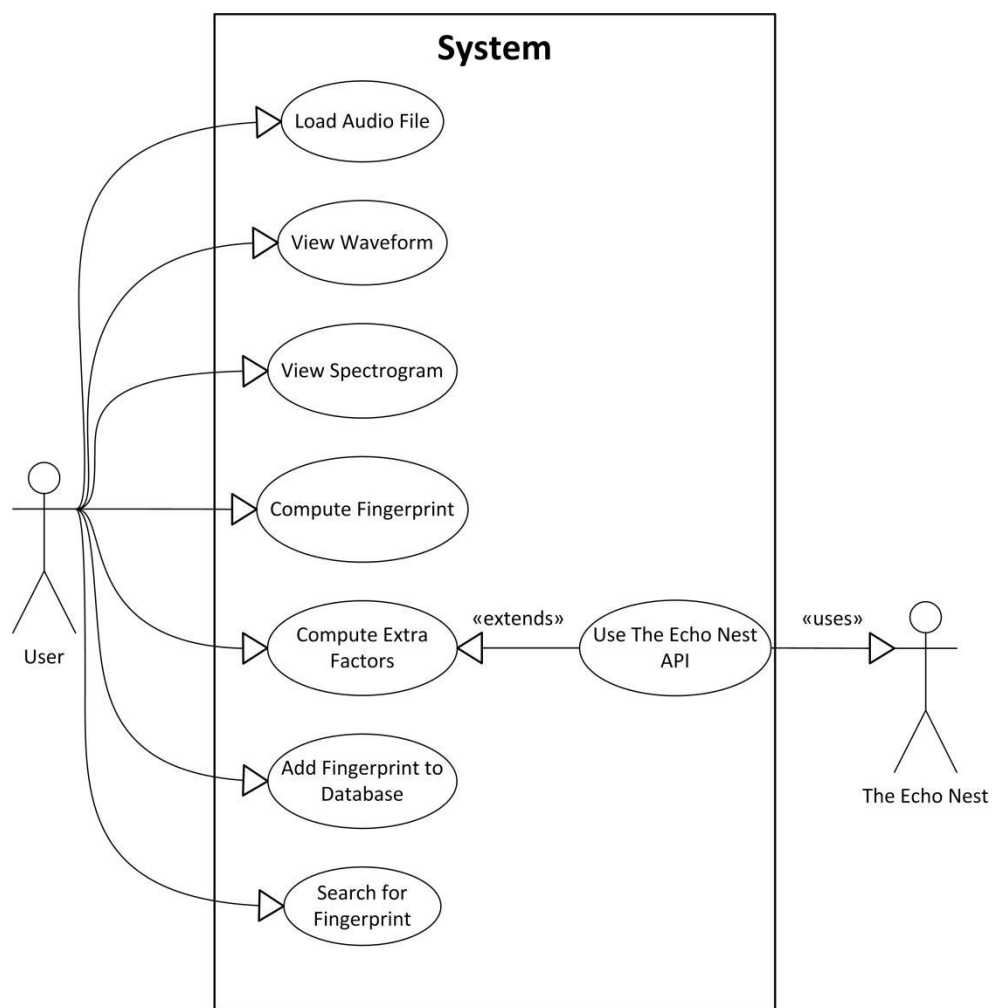 System
Load Audio File
View Waveform
View Spectrogram
Compute Fingerprint
User
Compute Extra
Factors
«extends»
Use The Echo Nest
API
«uses»
The Echo Nest
Add Fingerprint to
Database
Search for
Fingerprint